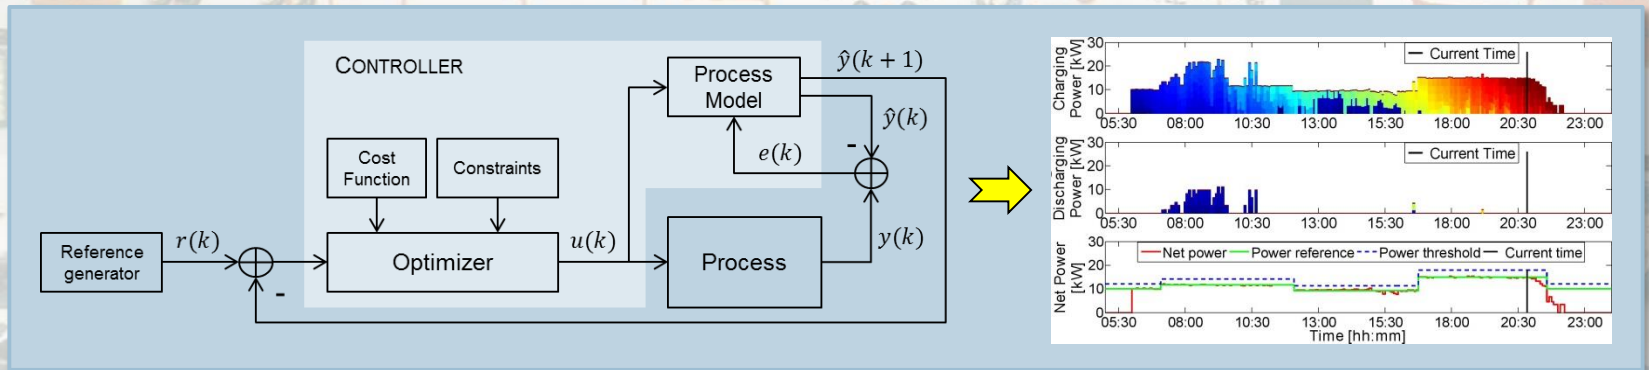 CONTROLLER
Process
Model
ŷ(k + 1)
ŷ(k)
-
e(k)
Cost
Function
Constraints
Reference
generator
r(k)
-
Optimizer
u(k)
Process
y(k)
Charging
Power [kW]
30
20
10
0
Current Time
05:30 08:00 10:30 13:00 15:30 18:00 20:30 23:00
Discharging
Power [kW]
30
20
10
0
Current Time
05:30 08:00 10:30 13:00 15:30 18:00 20:30 23:00
Net Power
[kW]
30
20
10
0
Net power Power reference Power threshold Current time
05:30 08:00 10:30 13:00 15:30 18:00 20:30 23:00
Time [hh:mm]